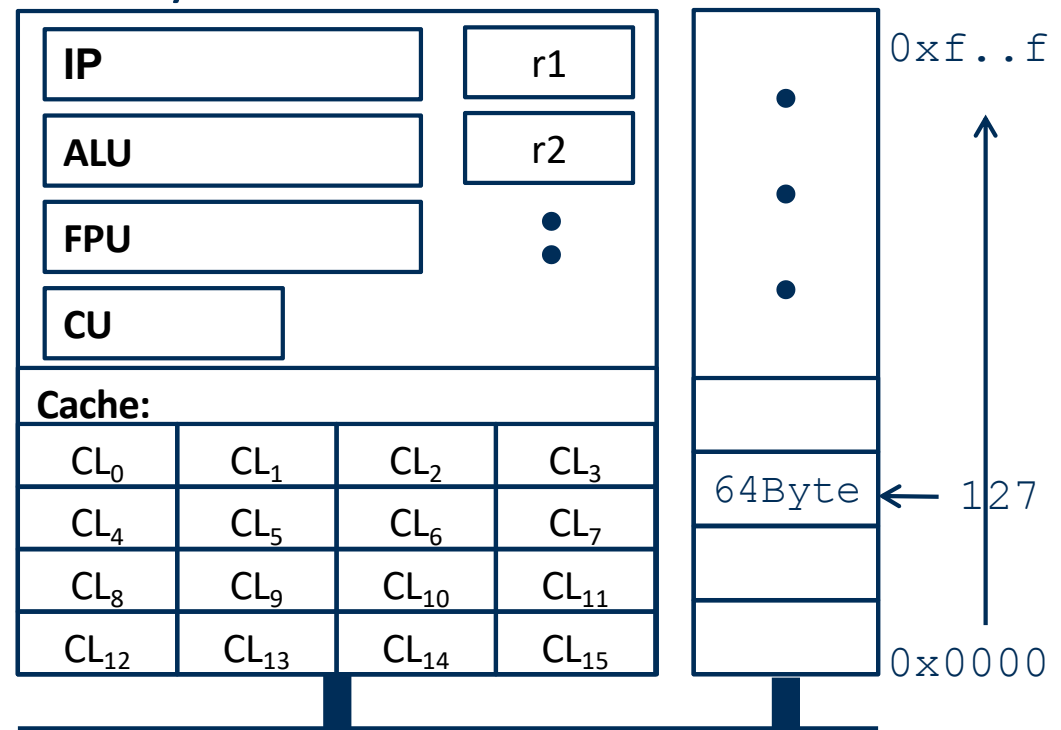 IP
r1
ALU
r2
FPU
CU
Cache:
CL0 CL1 CL2 CL3
CL4 CL5 CL6 CL7
CL8 CL9 CL10 CL11
CL12 CL13 CL14 CL15
0xf..f
64Byte
127
0x0000